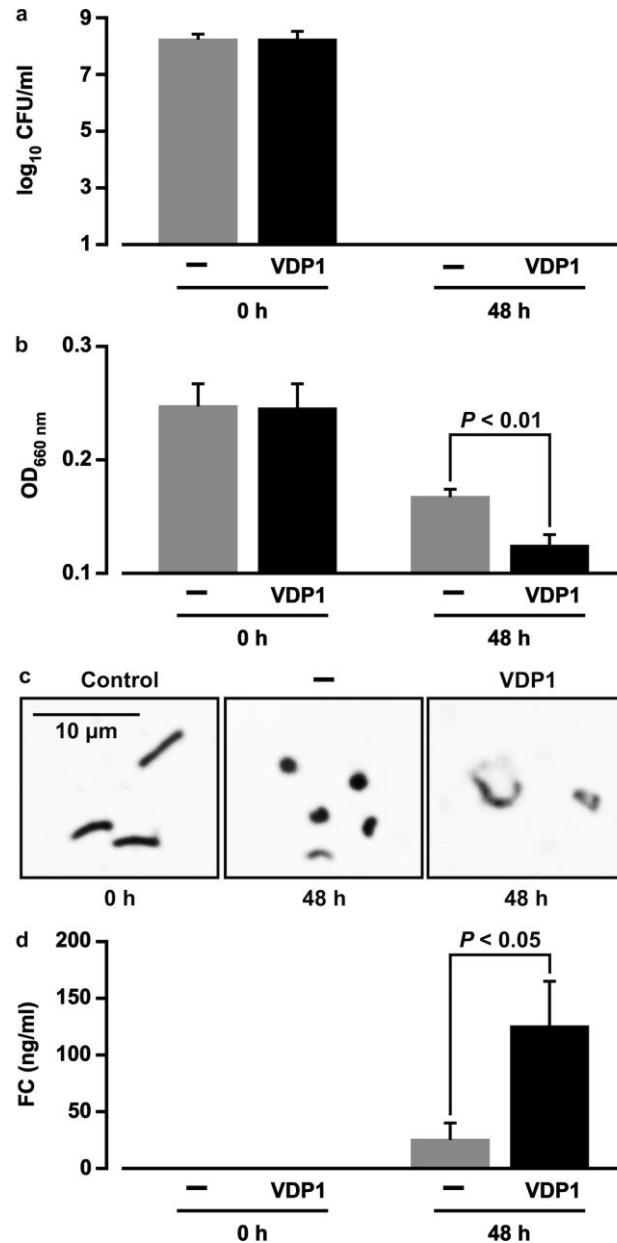 a
9
7
5
3
1
log10 CFU/ml
– VDP1 – VDP1
0 h 48 h
b
0.3
0.2
0.1
OD660 nm
P < 0.01
– VDP1 – VDP1
0 h 48 h
c Control – VDP1
10 µm
0 h 48 h 48 h
d
200
150
100
50
0
FC (ng/ml)
P < 0.05
– VDP1 – VDP1
0 h 48 h